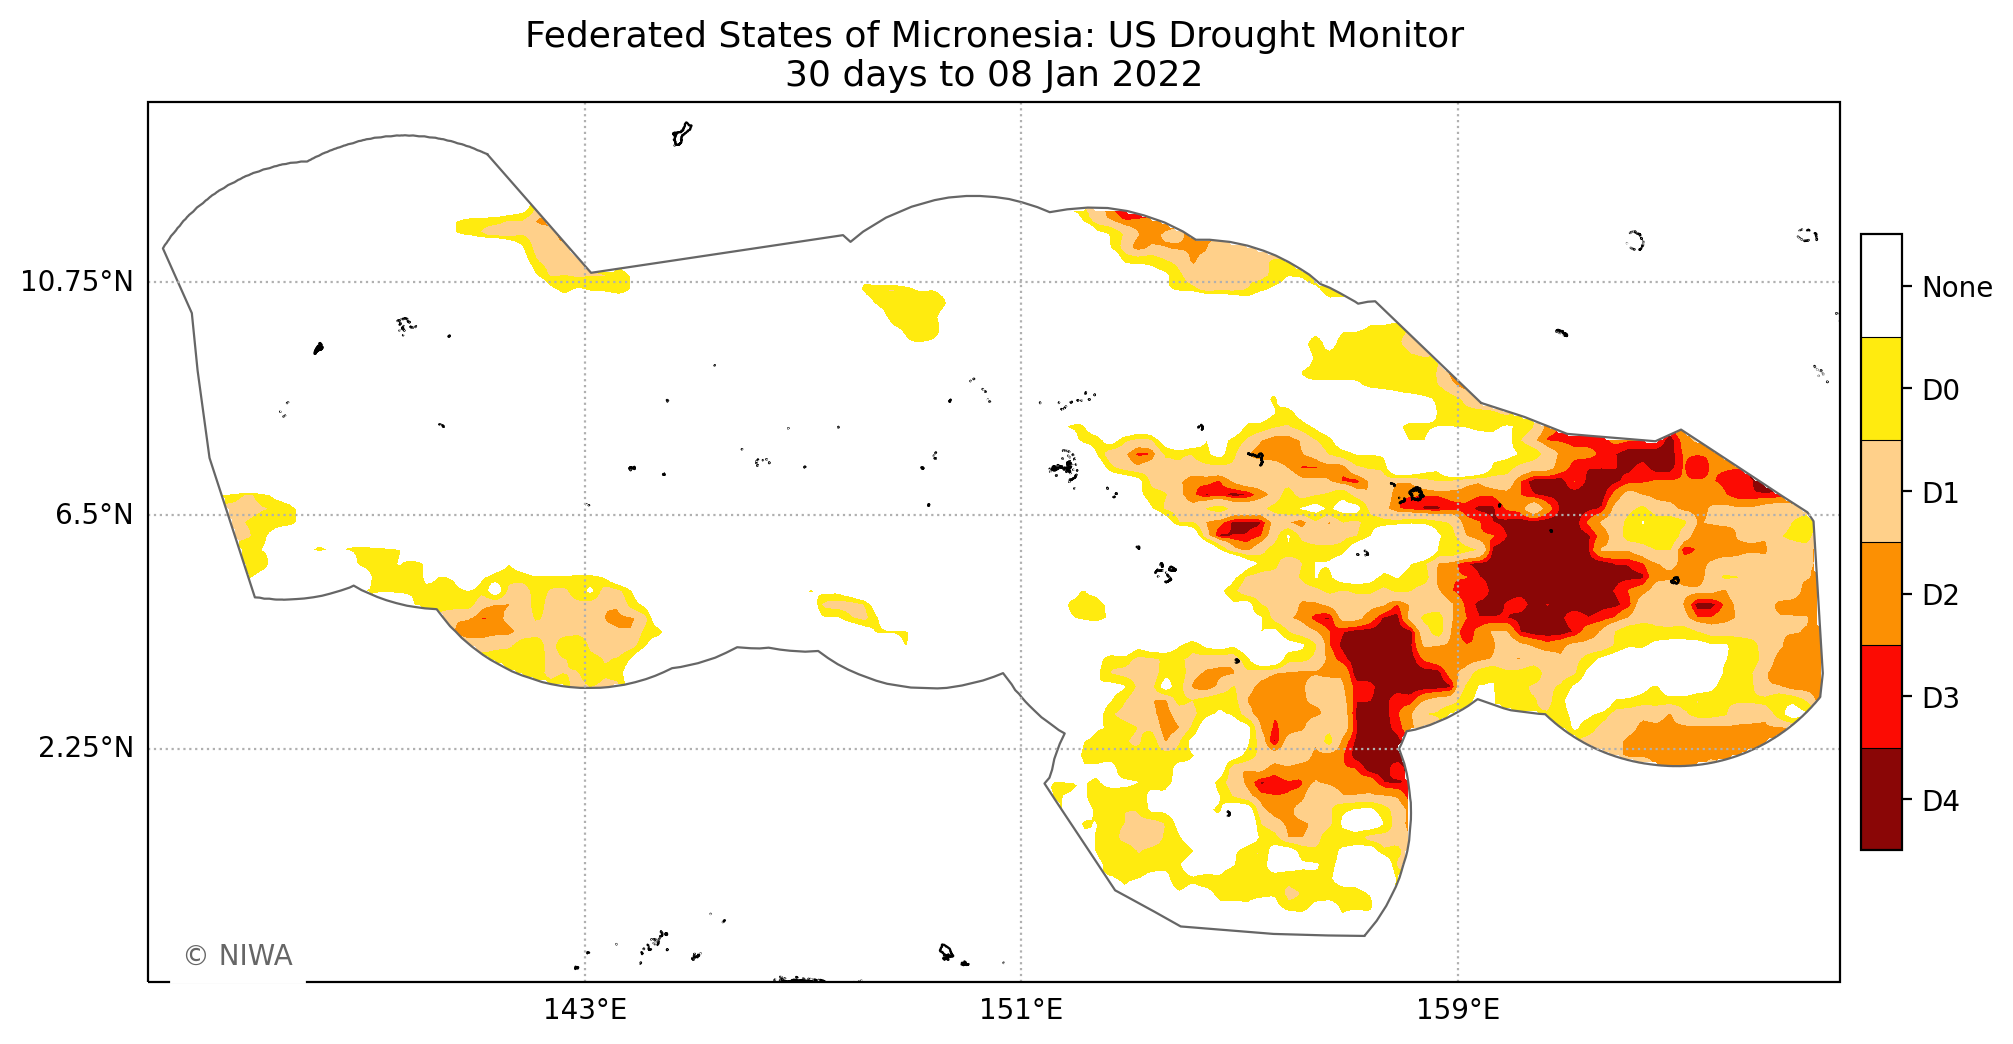 Federated States of Micronesia: US Drought Monitor
30 days to 08 Jan 2022
10.75°N
6.5°N
2.25°N
143°E
151°E
159°E
None
D0
D1
D2
D3
D4
© NIWA